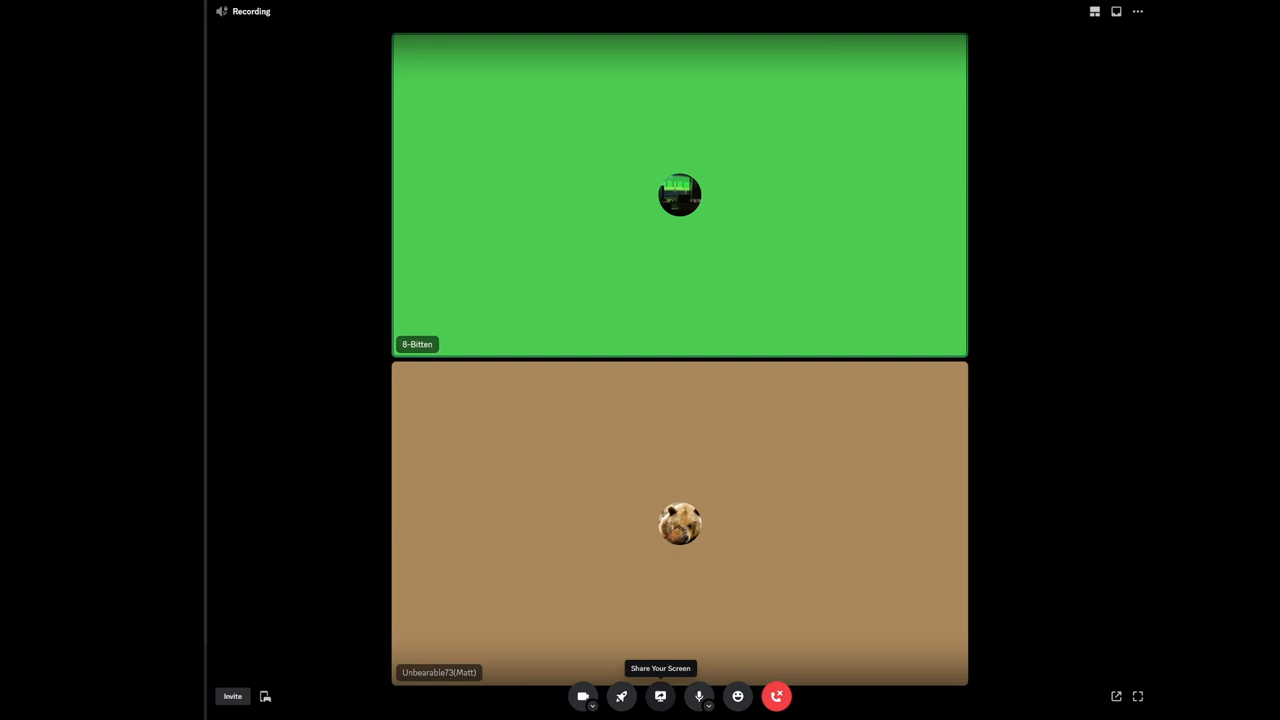 Recording
8-Bitten
Unbearable73(Matt)
Share Your Screen
Invite